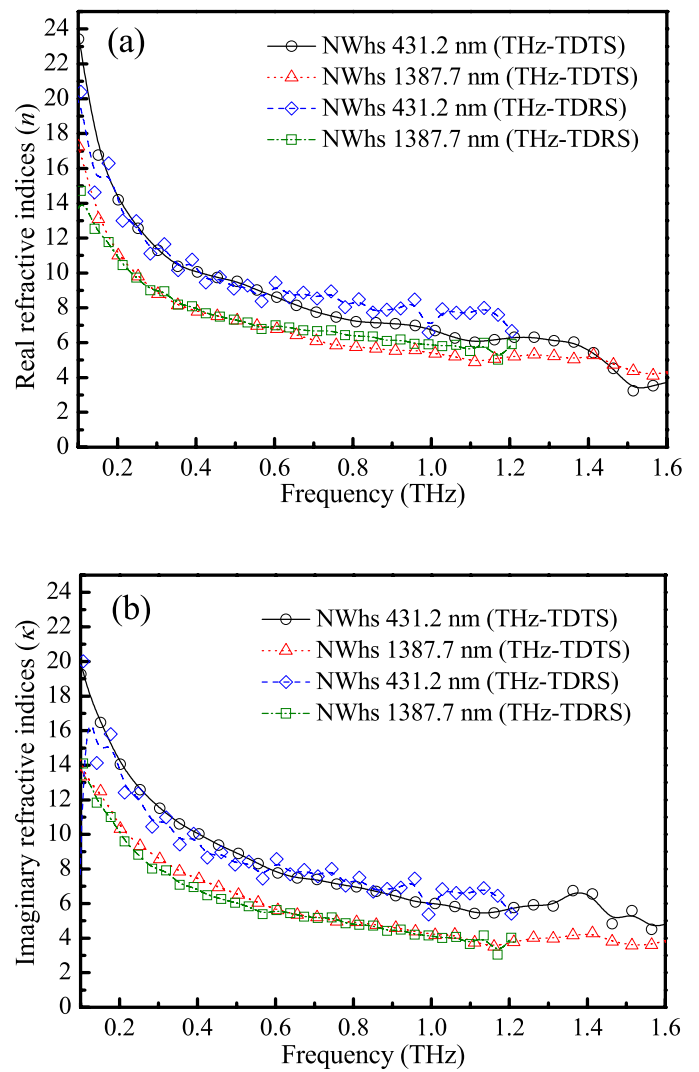 (a)
NWhs 431.2 nm (THz-TDTS)
NWhs 1387.7 nm (THz-TDTS)
NWhs 431.2 nm (THz-TDRS)
NWhs 1387.7 nm (THz-TDRS)
Real refractive indices (n)
24
22
20
18
16
14
12
10
8
6
4
2
0
0.2 0.4 0.6 0.8 1.0 1.2 1.4 1.6
Frequency (THz)
(b)
NWhs 431.2 nm (THz-TDTS)
NWhs 1387.7 nm (THz-TDTS)
NWhs 431.2 nm (THz-TDRS)
NWhs 1387.7 nm (THz-TDRS)
Imaginary refractive indices (κ)
24
22
20
18
16
14
12
10
8
6
4
2
0
0.2 0.4 0.6 0.8 1.0 1.2 1.4 1.6
Frequency (THz)